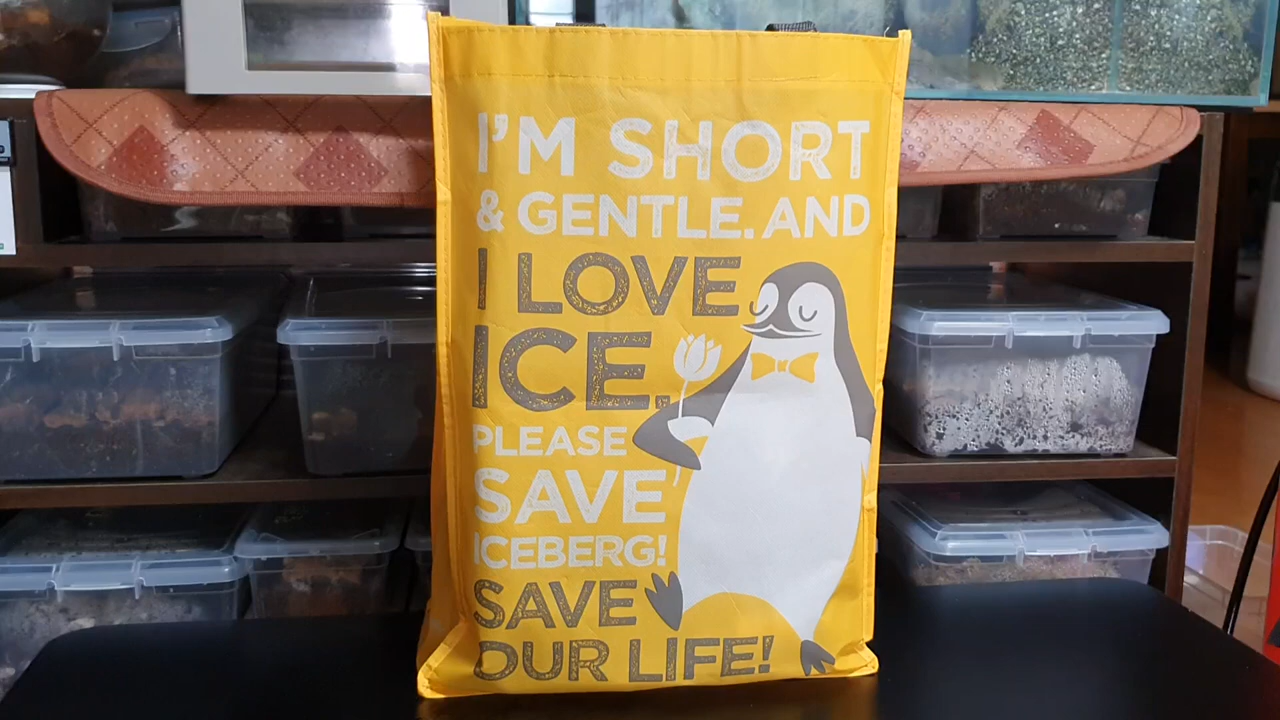 I'M SHORT
& GENTLE. AND
I LOVE
ICE.
PLEASE
SAVE
ICEBERG!
SAVE
OUR LIFE!